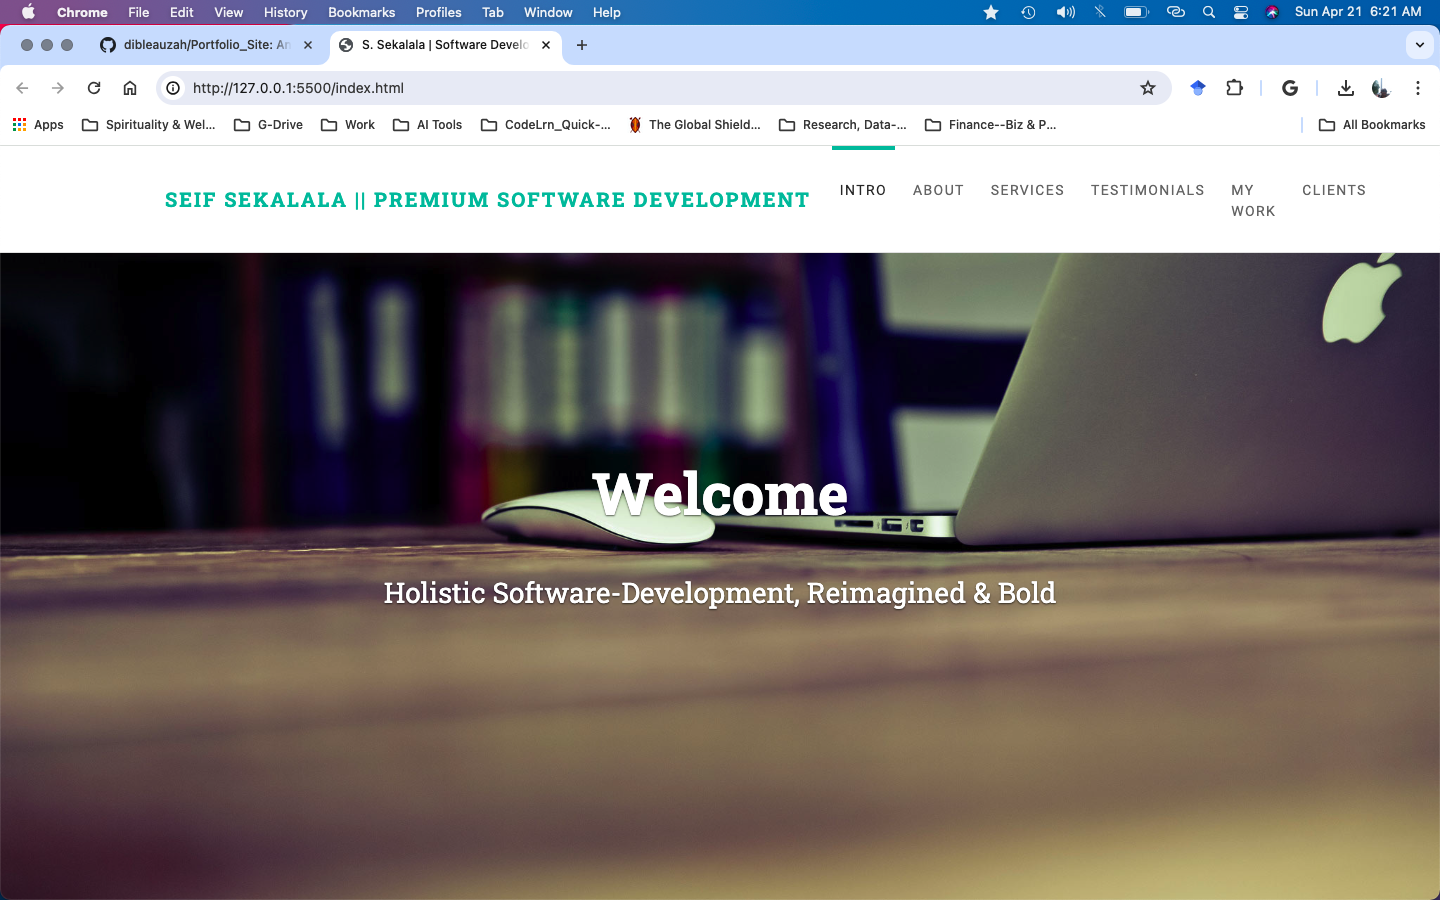 Chrome File Edit View History Bookmarks Profiles Tab Window Help Sun Apr 21 6:21 AM
dibleauzah/Portfolio_Site: An S. Sekalala | Software Develo
http://127.0.0.1:5500/index.html
Apps Spirituality & Wel... G-Drive Work AI Tools CodeLrn_Quick-... The Global Shield... Research, Data-... Finance--Biz & P... All Bookmarks
SEIF SEKALALA || PREMIUM SOFTWARE DEVELOPMENT INTRO ABOUT SERVICES TESTIMONIALS MY WORK CLIENTS
Welcome
Holistic Software-Development, Reimagined & Bold